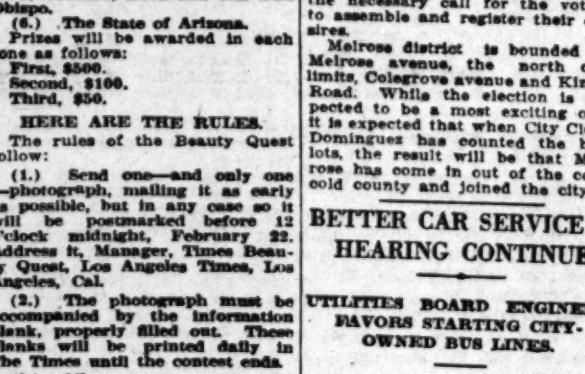 Obispo.
(6.) The State of Arizona.
Prizes will be awarded in each
one as follows:
First, $500.
Second, $100.
Third, $50.
HERE ARE THE RULES.
The rules of the Beauty Quest
ollow:
(1.) Send one—and only one
—photograph, mailing it as early
as possible, but in any case so it
will be postmarked before 12
o'clock midnight, February 22.
Address it, Manager, Times Beau-
y Quest, Los Angeles Times, Los
Angeles, Cal.
(2.) The photograph must be
accompanied by the information
blank, properly filled out. These
blanks will be printed daily in
The Times until the contest ends.
the necessary call for the
to assemble and register their
sires.
Melrose district is bounded
Melrose avenue, the north
limits, Colegrove avenue and
Road. While the election is
pected to be a most exciting
it is expected that when City
Dominguez has counted the
lots, the result will be that
rose has come in out of the
cold county and joined the city
BETTER CAR SERVICE
HEARING CONTINUE
UTILITIES BOARD ENGINE
FAVORS STARTING CITY-
OWNED BUS LINES.